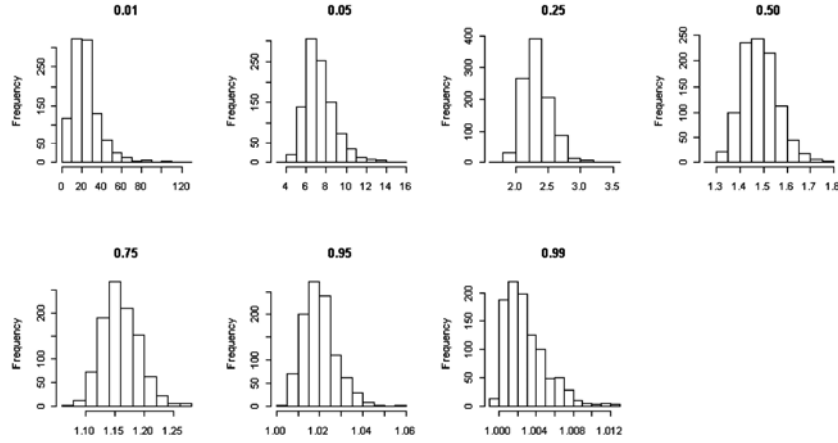 0.01
0.05
0.25
0.50
Frequency
0 50 150 250
0 20 40 60 80 120
Frequency
0 50 150 250
4 6 8 10 12 14 16
Frequency
0 100 200 300 400
2.0 2.5 3.0 3.5
Frequency
0 50 100 150 200 250
1.3 1.4 1.5 1.6 1.7 1.8
0.75
0.95
0.99
Frequency
0 50 100 200
1.10 1.15 1.20 1.25
Frequency
0 50 100 200
1.00 1.02 1.04 1.06
Frequency
0 50 100 150 200
1.000 1.004 1.008 1.012